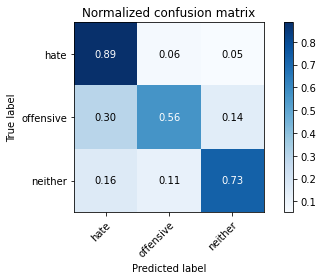 Normalized confusion matrix
True label
hate
0.89 0.06 0.05
offensive
0.30 0.56 0.14
neither
0.16 0.11 0.73
hate
offensive
neither
Predicted label
0.8
0.7
0.6
0.5
0.4
0.3
0.2
0.1